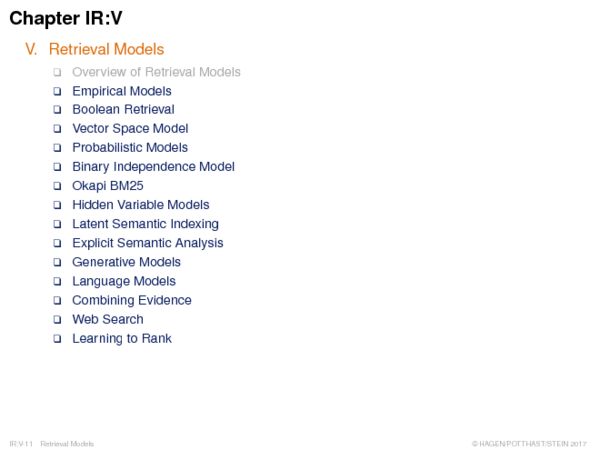 Chapter IR:V
V. Retrieval Models
❑ Overview of Retrieval Models
❑ Empirical Models
❑ Boolean Retrieval
❑ Vector Space Model
❑ Probabilistic Models
❑ Binary Independence Model
❑ Okapi BM25
❑ Hidden Variable Models
❑ Latent Semantic Indexing
❑ Explicit Semantic Analysis
❑ Generative Models
❑ Language Models
❑ Combining Evidence
❑ Web Search
❑ Learning to Rank
IR:V-11 Retrieval Models © HAGEN/POTTHAST/STEIN 2017